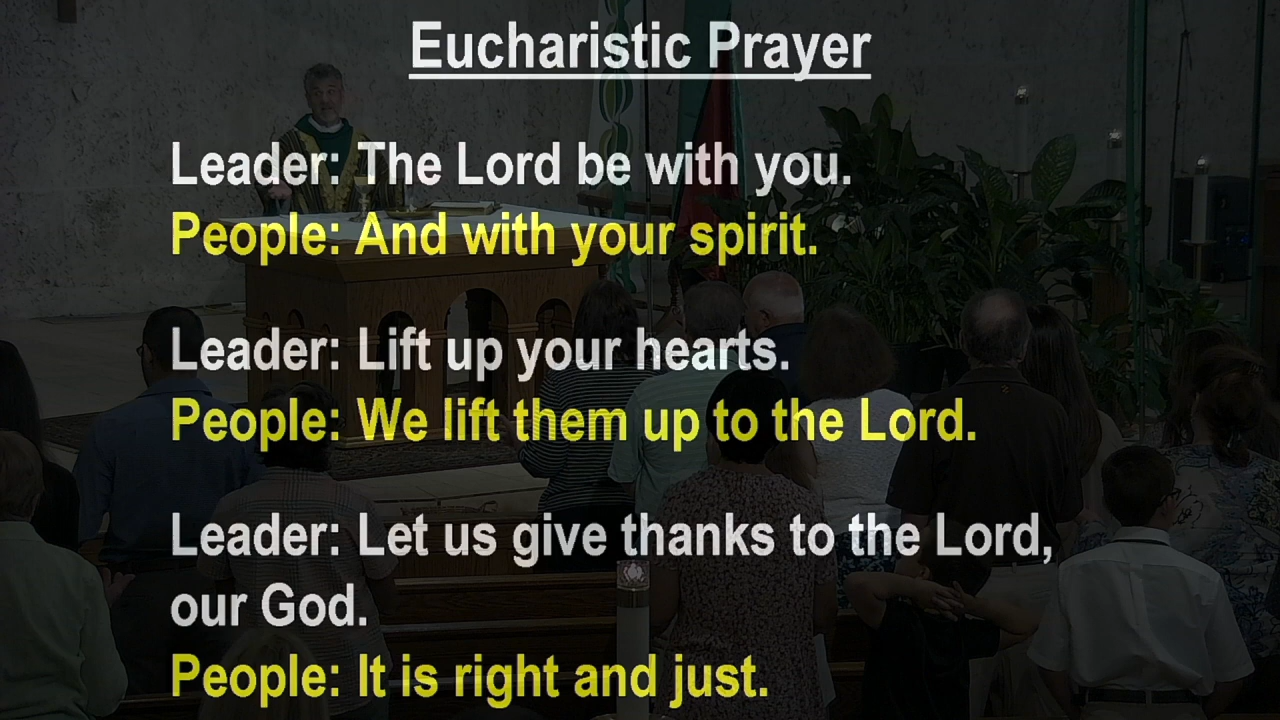 Eucharistic Prayer
Leader: The Lord be with you.
People: And with your spirit.
Leader: Lift up your hearts.
People: We lift them up to the Lord.
Leader: Let us give thanks to the Lord,
our God.
People: It is right and just.